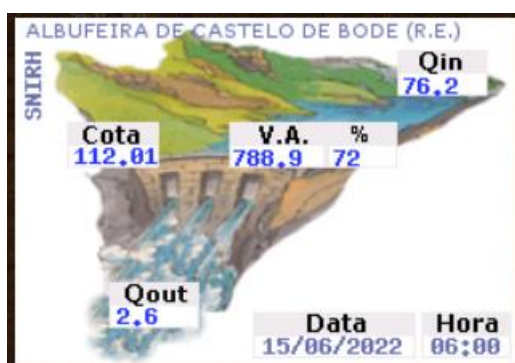 ALBUFEIRA DE CASTELO DE BODE (R.E.)
SNIRH
Qin
76.2
Cota V.A. %
112.01 788.9 72
Qout
2.6
Data Hora
15/06/2022 06:00